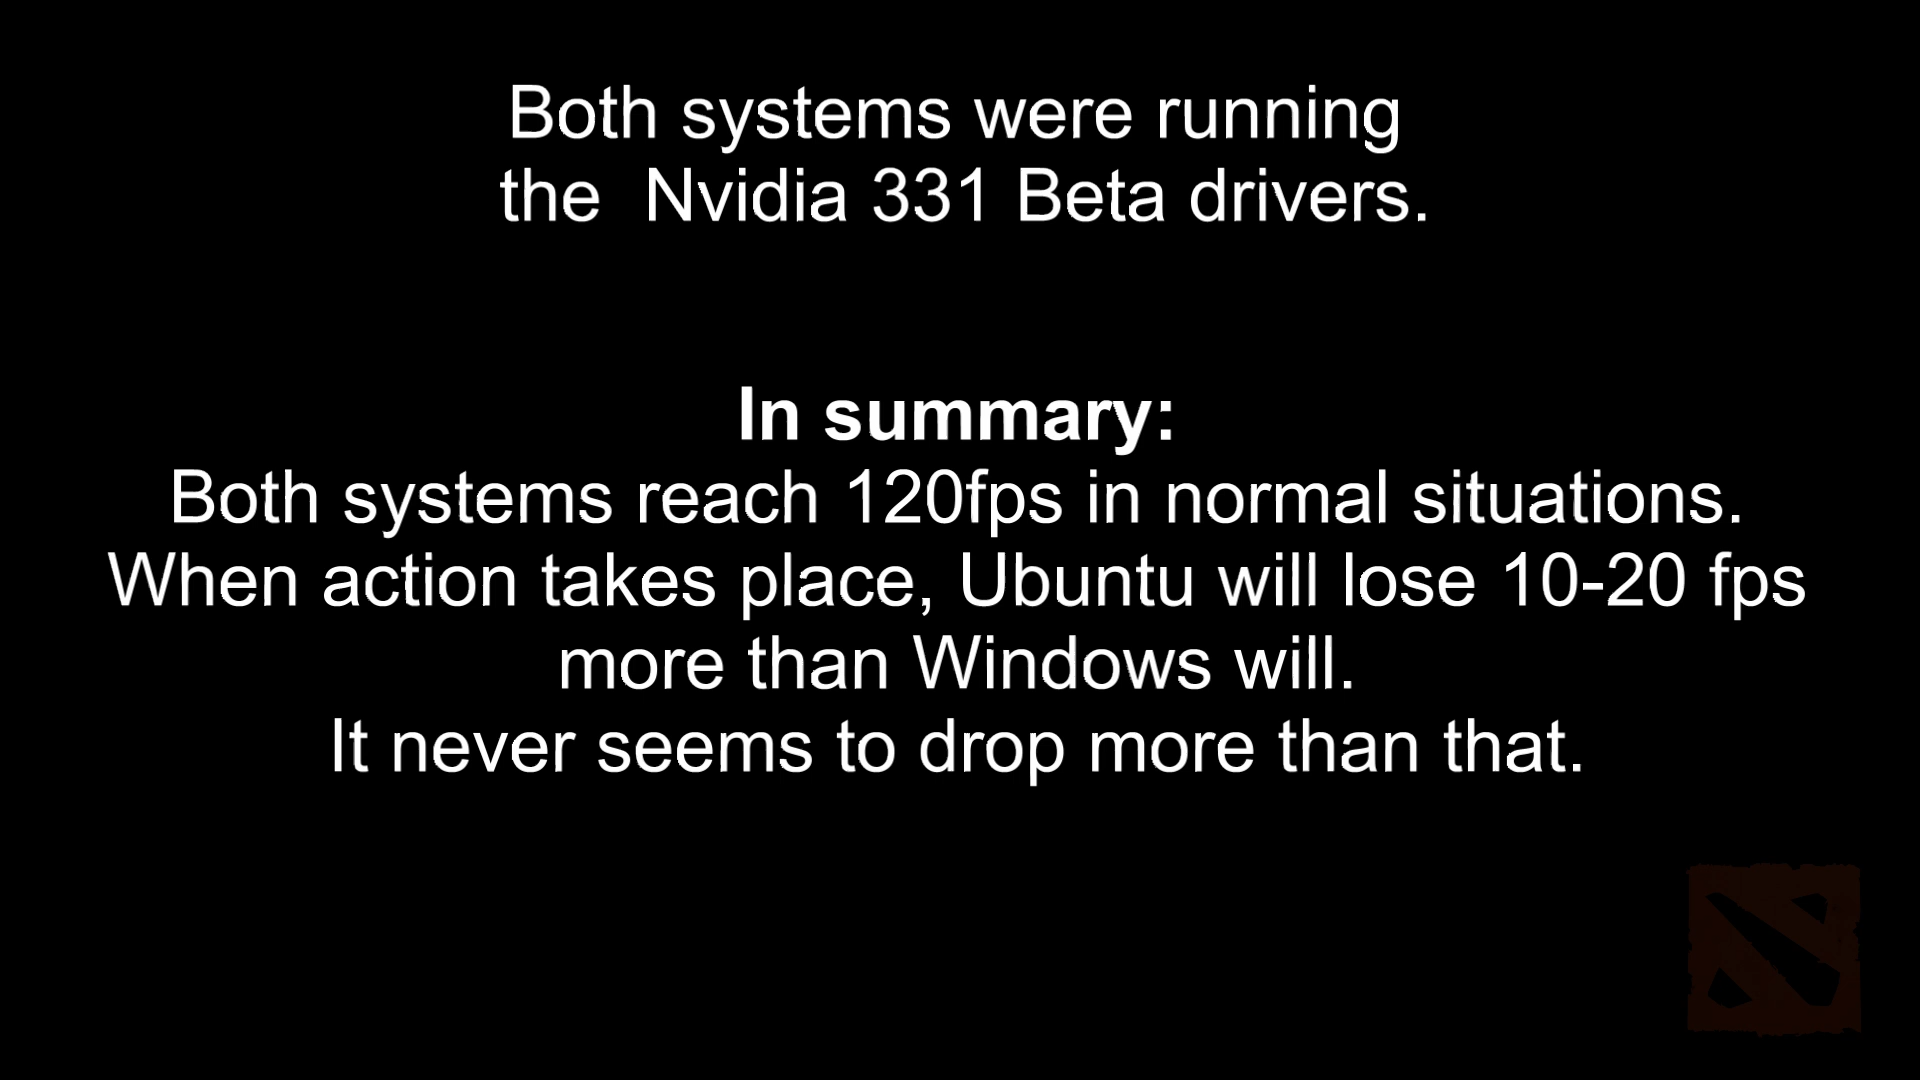 Both systems were running
the  Nvidia 331 Beta drivers.
In summary:
Both systems reach 120fps in normal situations.
When action takes place, Ubuntu will lose 10-20 fps
more than Windows will.
It never seems to drop more than that.